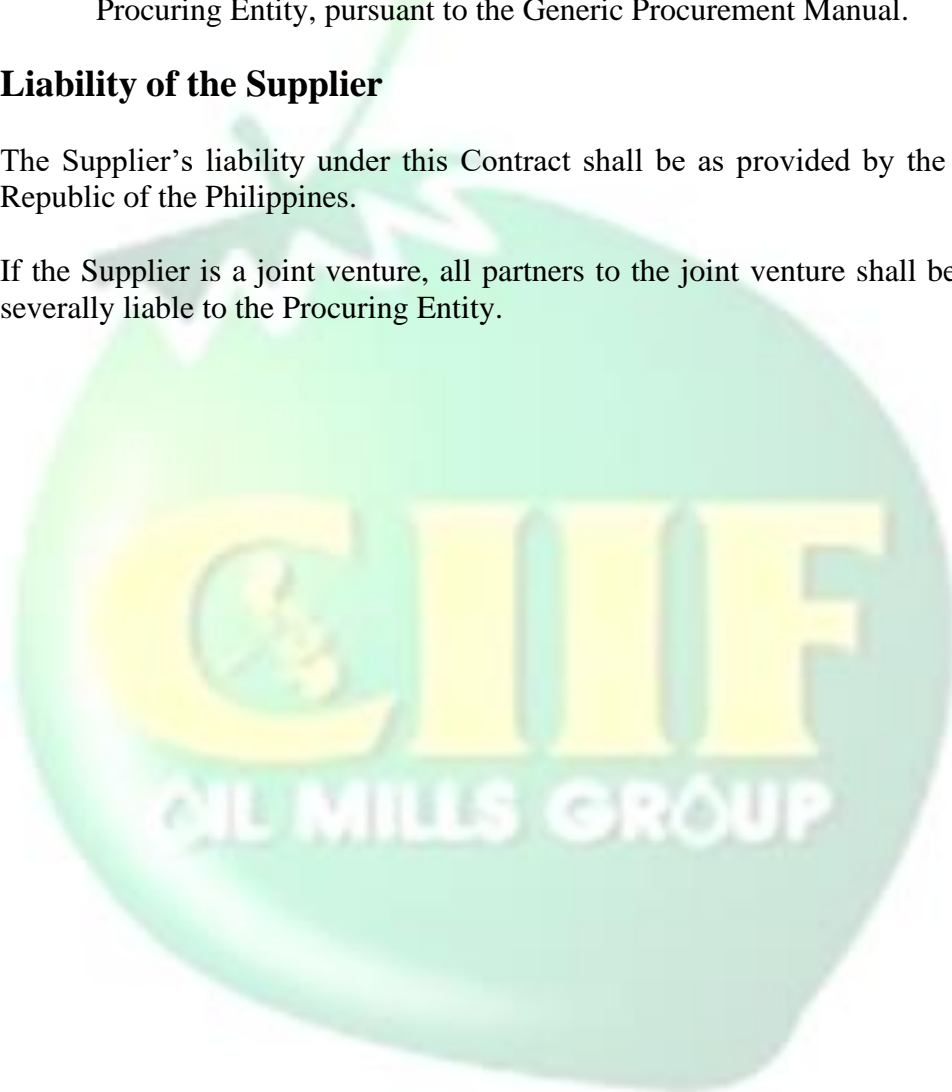 Procuring Entity, pursuant to the Generic Procurement Manual.
Liability of the Supplier
The Supplier’s liability under this Contract shall be as provided by the
Republic of the Philippines.
If the Supplier is a joint venture, all partners to the joint venture shall be
severally liable to the Procuring Entity.
CIIF
OIL MILLS GROUP